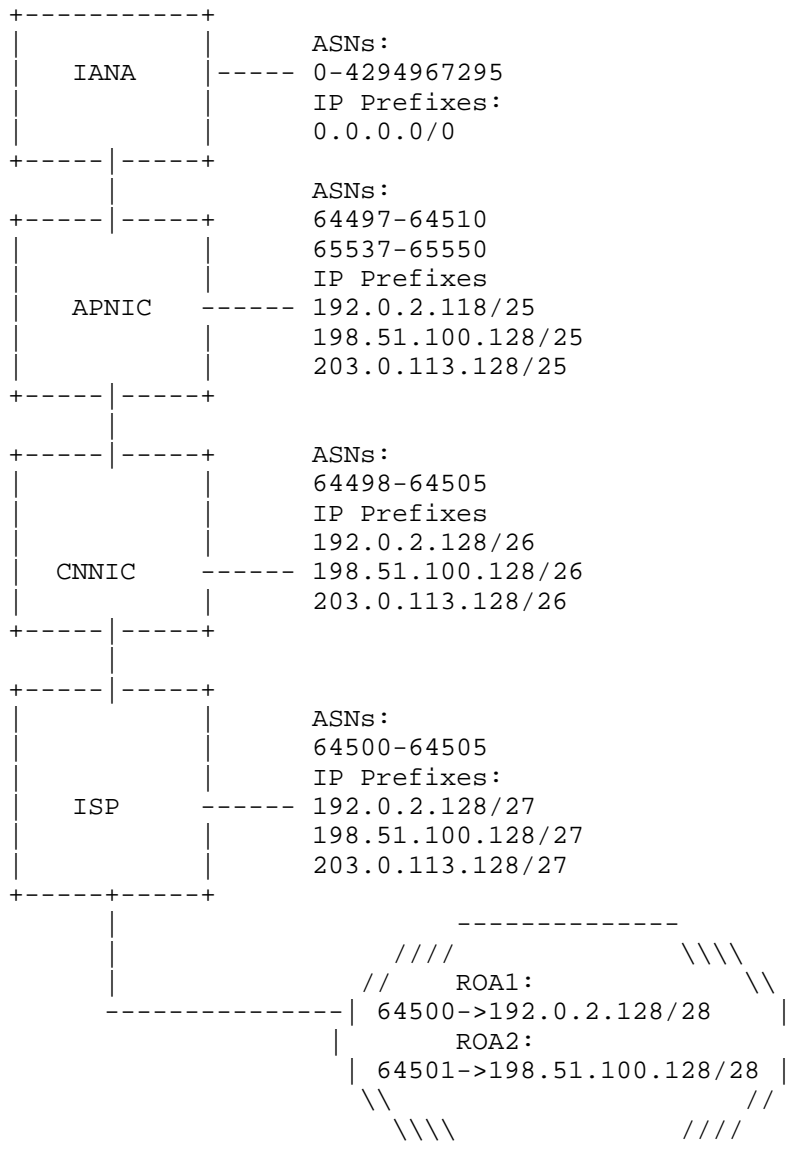 ASNs:
IANA ----- 0-4294967295
IP Prefixes:
0.0.0.0/0
ASNs:
64497-64510
65537-65550
IP Prefixes
APNIC ------ 192.0.2.118/25
198.51.100.128/25
203.0.113.128/25
ASNs:
64498-64505
IP Prefixes
192.0.2.128/26
CNNIC ------ 198.51.100.128/26
203.0.113.128/26
ASNs:
64500-64505
IP Prefixes:
ISP ------ 192.0.2.128/27
198.51.100.128/27
203.0.113.128/27
ROA1:
64500->192.0.2.128/28
ROA2:
64501->198.51.100.128/28